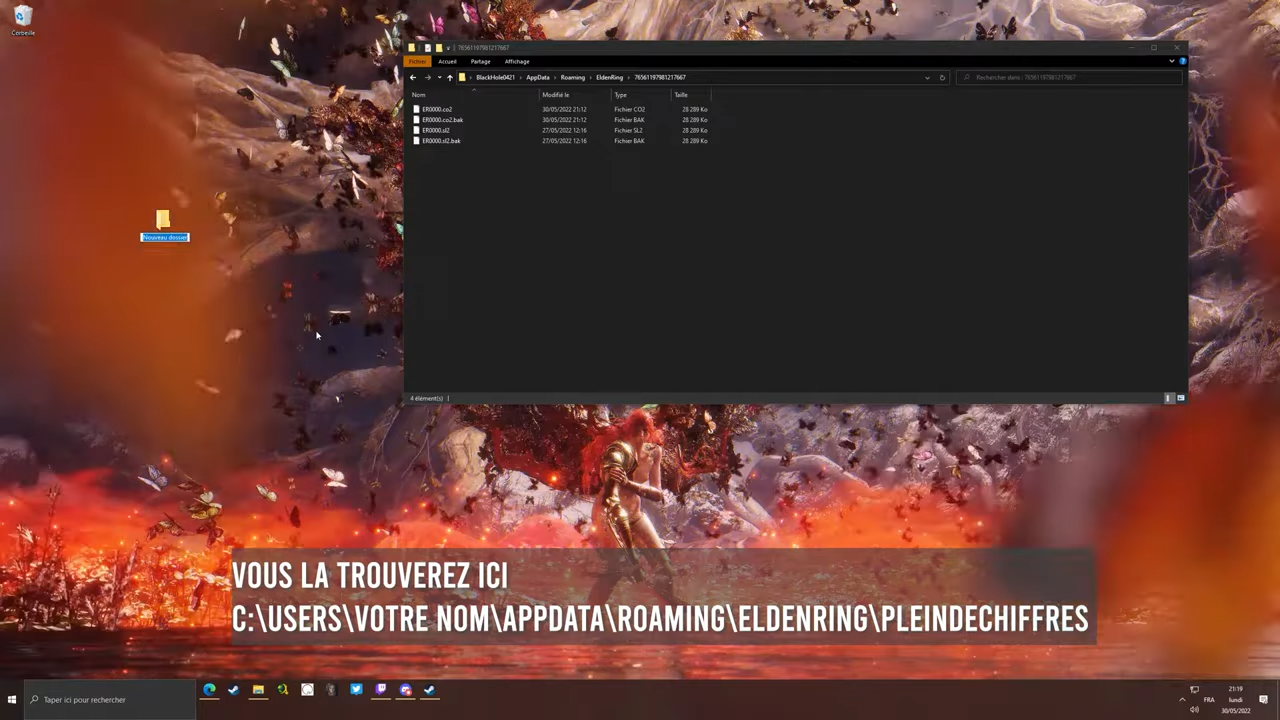 Corbeille
76561197981217667
Fichier Accueil Partage Affichage
BlackHole0421 > AppData > Roaming > EldenRing > 76561197981217667
Rechercher dans : 76561197981217667
Nom Modifié le Type Taille
ER0000.co2 30/05/2022 21:12 Fichier CO2 28 289 Ko
ER0000.co2.bak 30/05/2022 21:12 Fichier BAK 28 289 Ko
ER0000.sl2 27/05/2022 12:16 Fichier SL2 28 289 Ko
ER0000.sl2.bak 27/05/2022 12:16 Fichier BAK 28 289 Ko
Nouveau dossier
4 élément(s)
VOUS LA TROUVEREZ ICI
C:\USERS\VOTRE NOM\APPDATA\ROAMING\ELDENRING\PLEINDECHIFFRES
Taper ici pour rechercher
FRA
21:19
lundi
30/05/2022